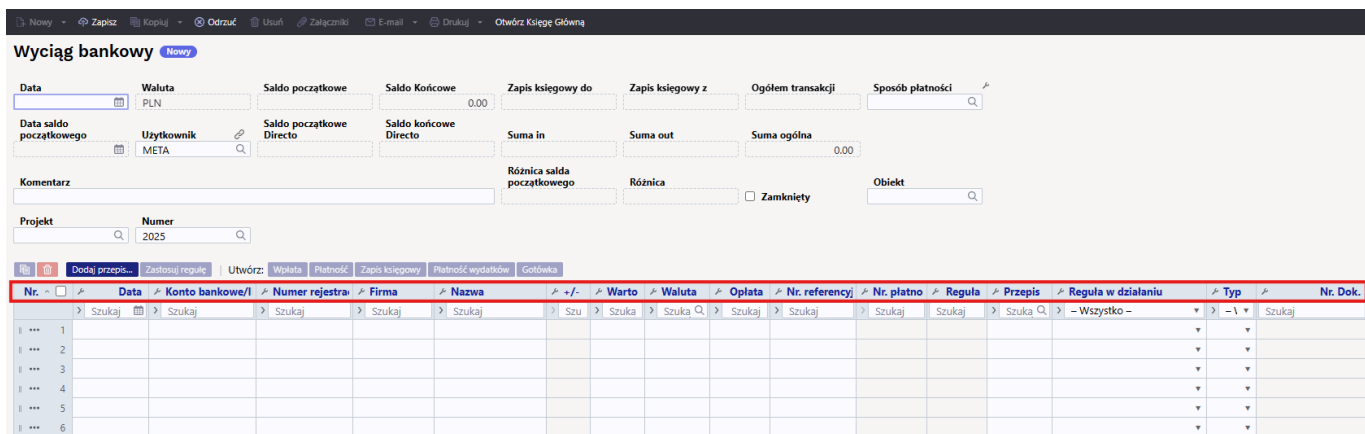 Nowy Zapisz Kopiuj Odrzuć Usuń Załączniki E-mail Drukuj Otwórz Księgę Główną
Wyciąg bankowy Nowy
Data Waluta Saldo początkowe Saldo Końcowe Zapis księgowy do Zapis księgowy z Ogółem transakcji Sposób płatności
PLN 0.00
Data saldo początkowego Użytkownik Saldo początkowe Directo Saldo końcowe Directo Suma in Suma out Suma ogólna
META 0.00
Komentarz Różnica salda początkowego Różnica Zamknięty Obiekt
Projekt Numer
2025
Dodaj przepis... Zastosuj regułę | Utwórz: Wpłata Płatność Zapis księgowy Płatność wydatków Gotówka
Nr. Data Konto bankowe/I Numer rejestrac Firma Nazwa +/- Warto Waluta Opłata Nr. referencyj Nr. płatno Reguła Przepis Reguła w działaniu Typ Nr. Dok.
Szukaj Szukaj Szukaj Szukaj Szukaj Szu Szuka Szuka Szukaj Szukaj Szukaj Szukaj Szuka – Wszystko – – \ Szukaj
1
2
3
4
5
6